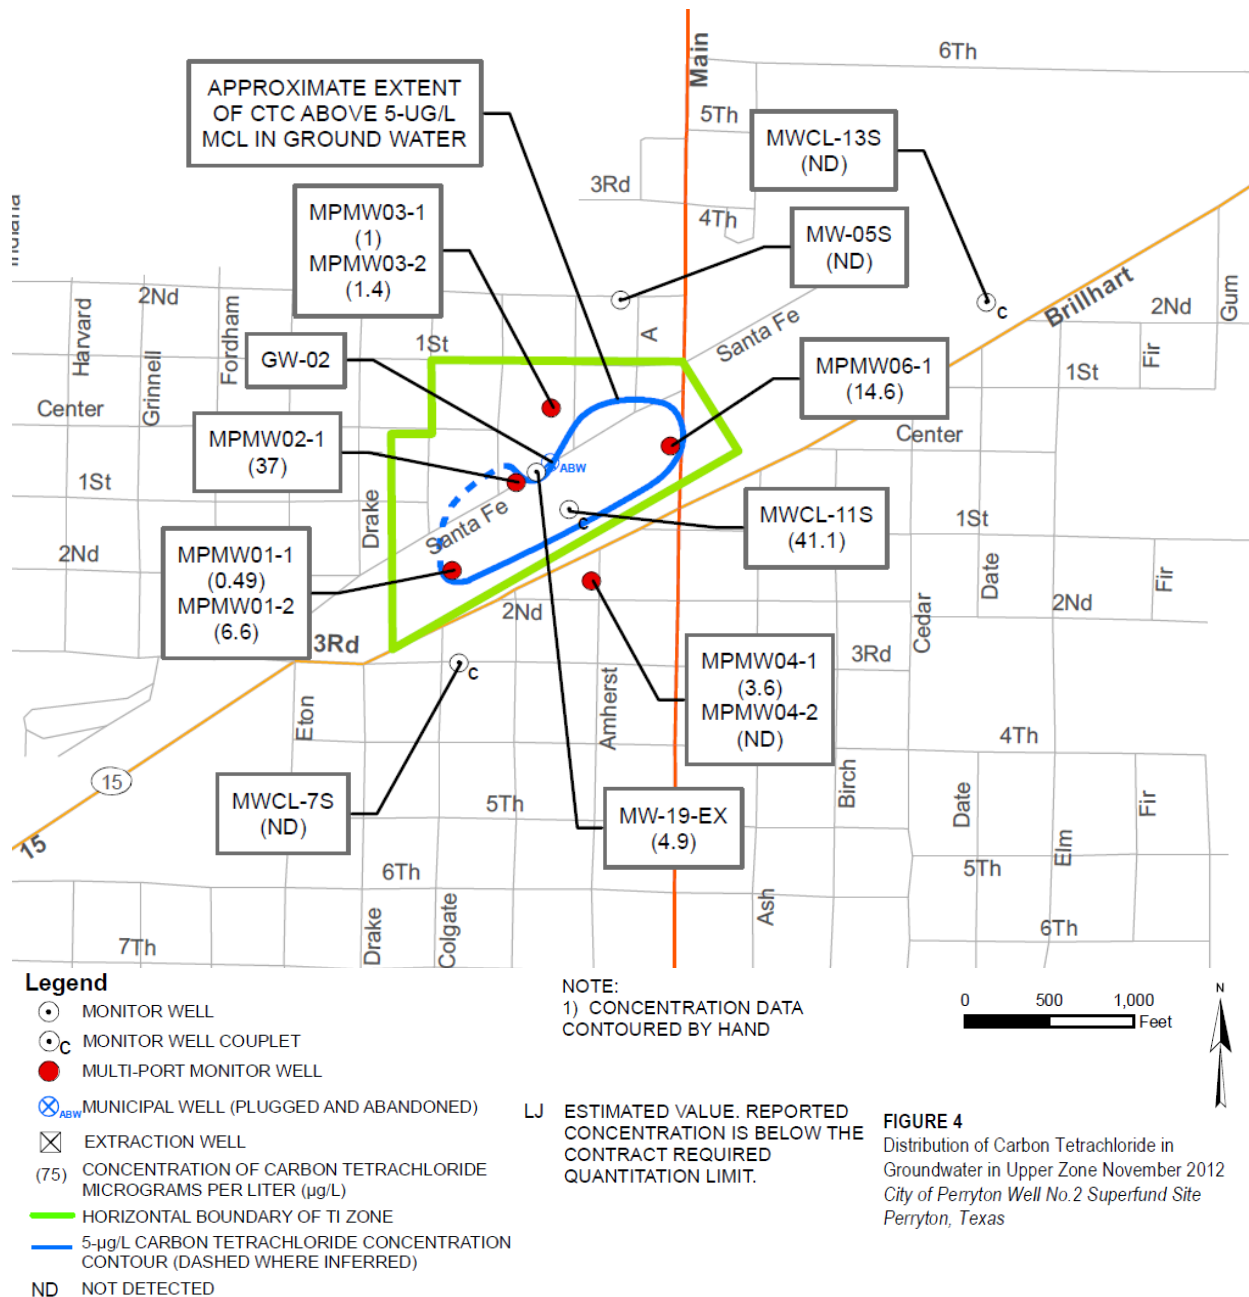 6Th
Main
APPROXIMATE EXTENT
OF CTC ABOVE 5-UG/L
MCL IN GROUND WATER
5Th
MWCL-13S
(ND)
3Rd
4Th
MPMW03-1
(1)
MPMW03-2
(1.4)
MW-05S
(ND)
Indiana
2Nd
Harvard
Grinnell
Fordham
C
Brillhart
2Nd
Gum
A
Santa Fe
1St
GW-02
Fir
1St
MPMW06-1
(14.6)
Center
Center
MPMW02-1
(37)
ABW
1St
Drake
Santa Fe
C
MWCL-11S
(41.1)
1St
2Nd
MPMW01-1
(0.49)
MPMW01-2
(6.6)
Date
Fir
2Nd
2Nd
Cedar
3Rd
C
3Rd
MPMW04-1
(3.6)
MPMW04-2
(ND)
Eton
Amherst
4Th
15
MWCL-7S
(ND)
5Th
MW-19-EX
(4.9)
Birch
Date
Fir
Elm
15
6Th
5Th
Drake
Colgate
Ash
7Th
6Th
Legend
MONITOR WELL
C MONITOR WELL COUPLET
MULTI-PORT MONITOR WELL
ABW MUNICIPAL WELL (PLUGGED AND ABANDONED)
EXTRACTION WELL
(75) CONCENTRATION OF CARBON TETRACHLORIDE
MICROGRAMS PER LITER (µg/L)
HORIZONTAL BOUNDARY OF TI ZONE
5-µg/L CARBON TETRACHLORIDE CONCENTRATION
CONTOUR (DASHED WHERE INFERRED)
ND NOT DETECTED
NOTE:
1) CONCENTRATION DATA
CONTOURED BY HAND
LJ ESTIMATED VALUE. REPORTED
CONCENTRATION IS BELOW THE
CONTRACT REQUIRED
QUANTITATION LIMIT.
0 500 1,000
Feet
N
FIGURE 4
Distribution of Carbon Tetrachloride in
Groundwater in Upper Zone November 2012
City of Perryton Well No.2 Superfund Site
Perryton, Texas